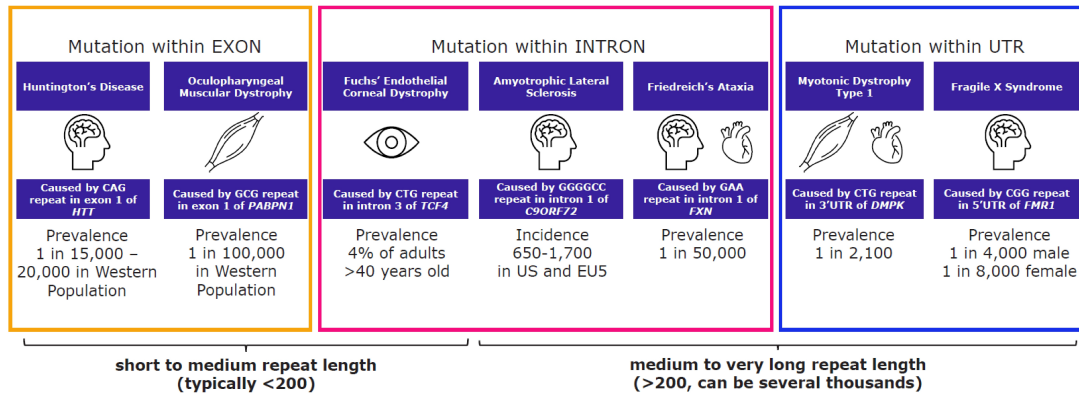 Mutation within EXON
Huntington's Disease
Oculopharyngeal
Muscular Dystrophy
Caused by CAG
repeat in exon 1 of
HTT
Caused by GCG repeat
in exon 1 of PABPN1
Prevalence
1 in 15,000 –
20,000 in Western
Population
Prevalence
1 in 100,000
in Western
Population
Mutation within INTRON
Fuchs' Endothelial
Corneal Dystrophy
Amyotrophic Lateral
Sclerosis
Friedreich's Ataxia
Caused by CTG repeat
in intron 3 of TCF4
Caused by GGGGCC
repeat in intron 1 of
C9ORF72
Caused by GAA
repeat in intron 1 of
FXN
Prevalence
4% of adults
>40 years old
Incidence
650-1,700
in US and EU5
Prevalence
1 in 50,000
Mutation within UTR
Myotonic Dystrophy
Type 1
Fragile X Syndrome
Caused by CTG repeat
in 3'UTR of DMPK
Caused by CGG repeat
in 5'UTR of FMR1
Prevalence
1 in 2,100
Prevalence
1 in 4,000 male
1 in 8,000 female
short to medium repeat length
(typically <200)
medium to very long repeat length
(>200, can be several thousands)